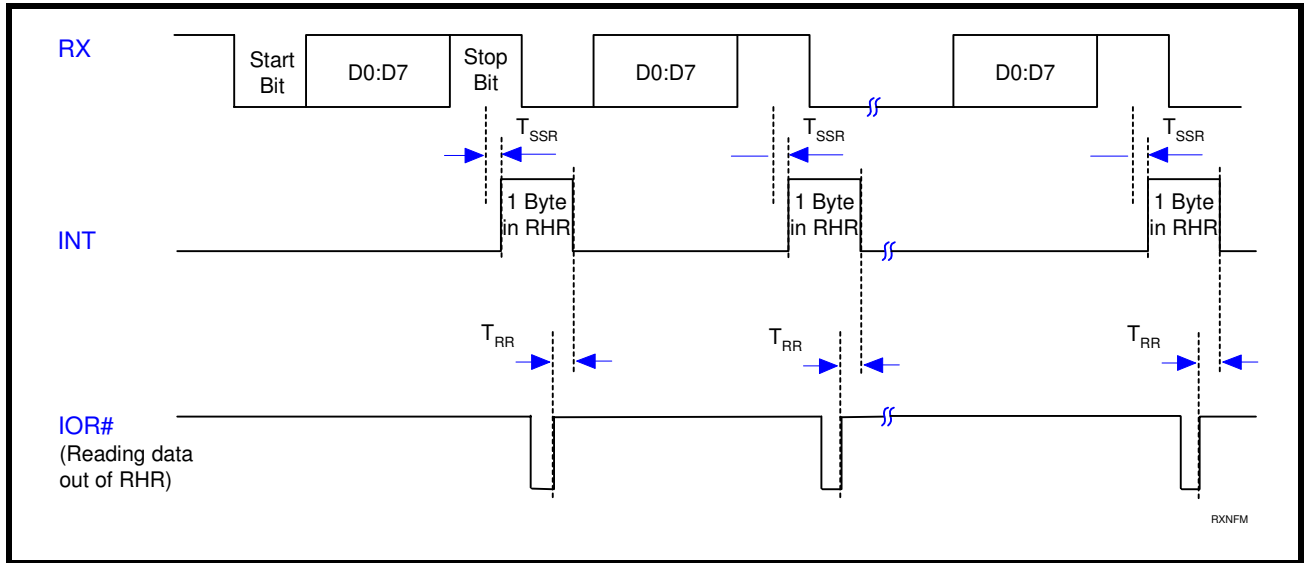 RX
Start
Bit
D0:D7
Stop
Bit
D0:D7
D0:D7
TSSR
TSSR
TSSR
INT
1 Byte
in RHR
1 Byte
in RHR
1 Byte
in RHR
TRR
TRR
TRR
IOR#
(Reading data
out of RHR)
RXNFM